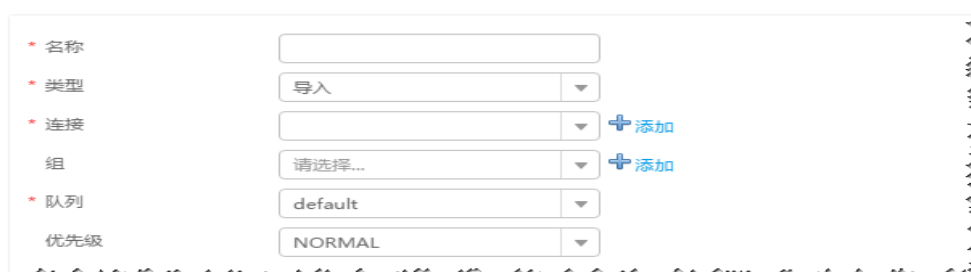 * 名称
* 类型 导入
* 连接 添加
组 请选择... 添加
* 队列 default
优先级 NORMAL